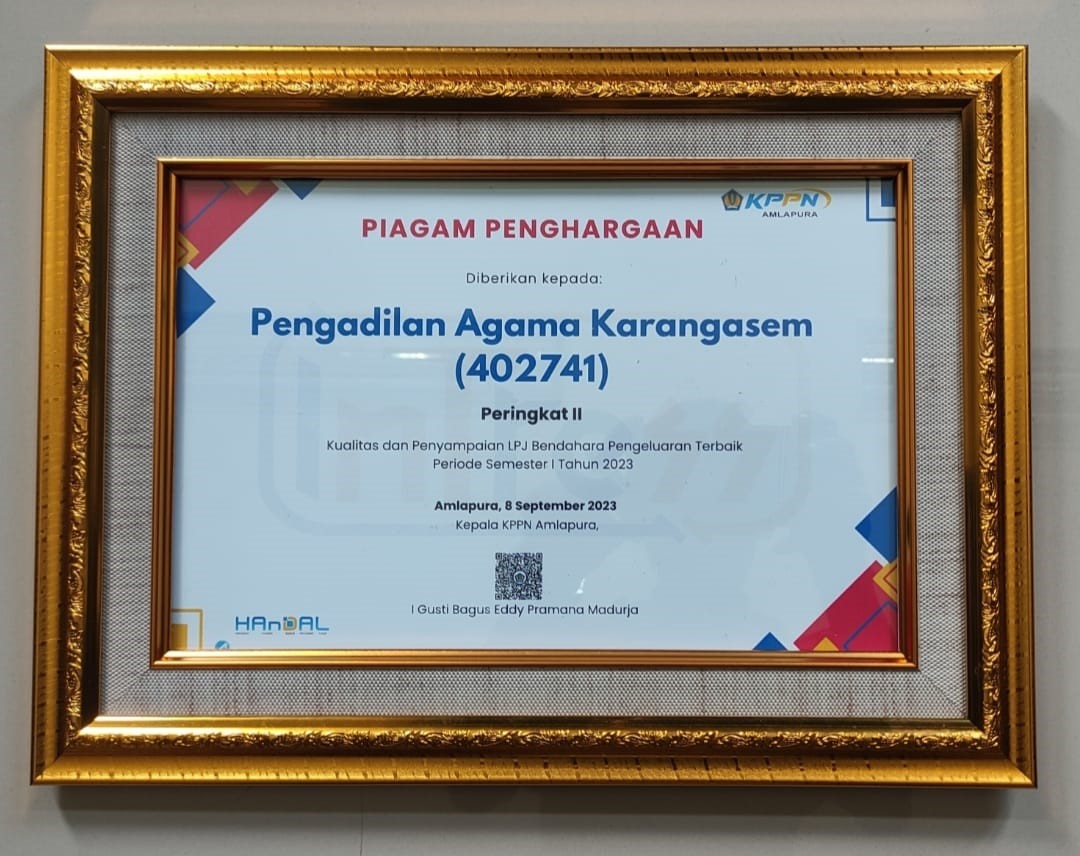 KPPN
AMLAPURA
PIAGAM PENGHARGAAN
Diberikan kepada:
Pengadilan Agama Karangasem
(402741)
Peringkat II
Kualitas dan Penyampaian LPJ Bendahara Pengeluaran Terbaik
Periode Semester I Tahun 2023
Amlapura, 8 September 2023
Kepala KPPN Amlapura,
I Gusti Bagus Eddy Pramana Madurja
HAnDAL